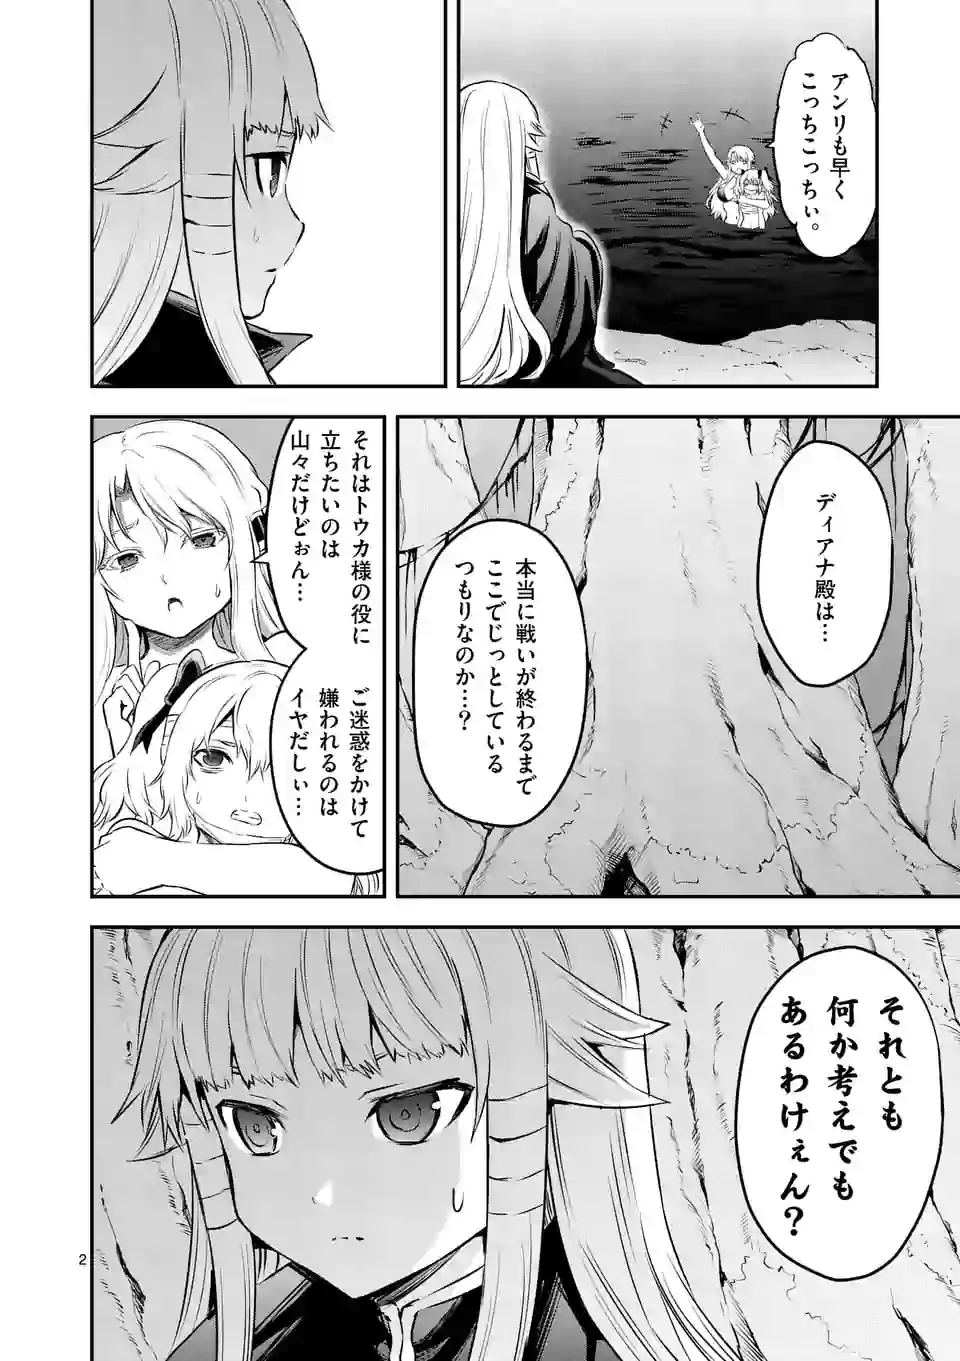 アンリも早く
こっちこっちぃ。
ディアナ殿は…
本当に戦いが終わるまで
ここでじっとしている
つもりなのか…?
それはトウカ様の役に
立ちたいのは
山々だけどぉん…
ご迷惑をかけて
嫌われるのは
イヤだしぃ…
それとも
何か考えでも
あるわけぇん?
2